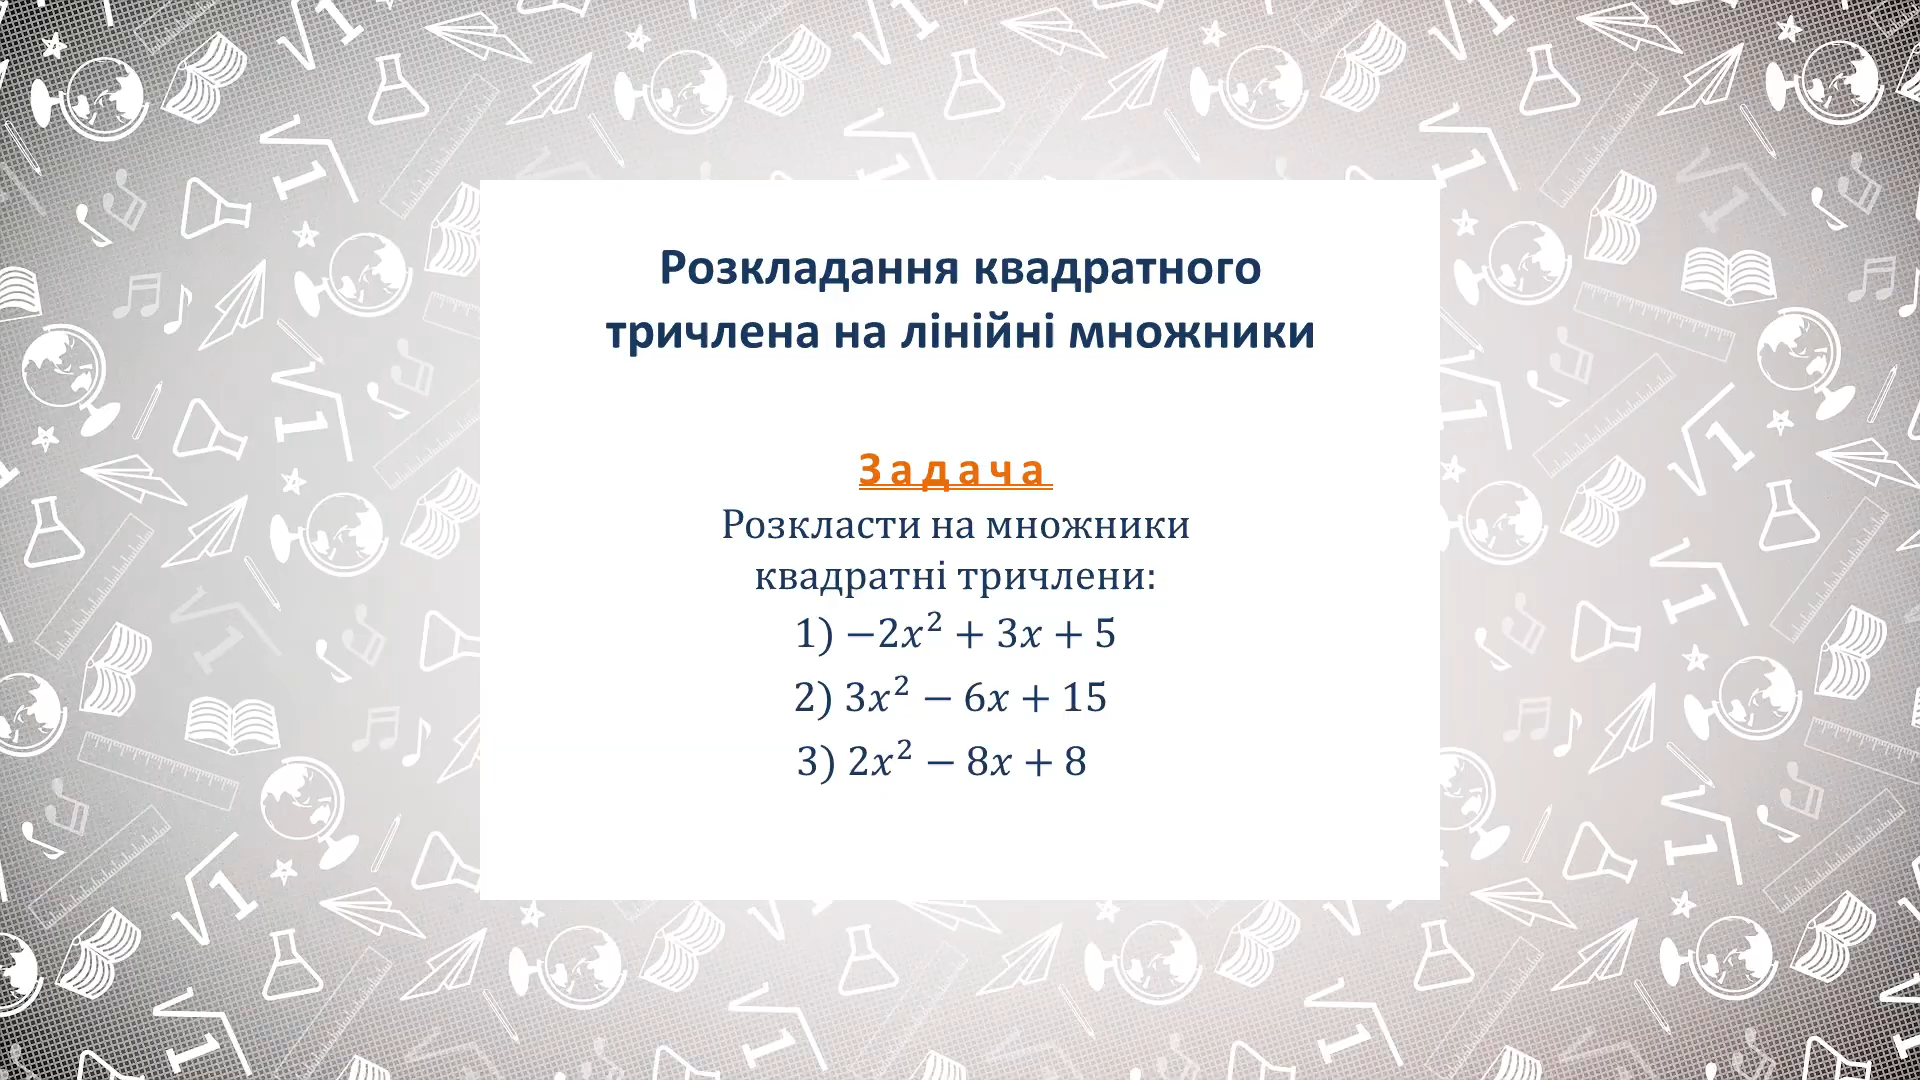 Розкладання квадратного
тричлена на лінійні множники
Задача
Розкласти на множники
квадратні тричлени:
1) −2x² + 3x + 5
2) 3x² − 6x + 15
3) 2x² − 8x + 8